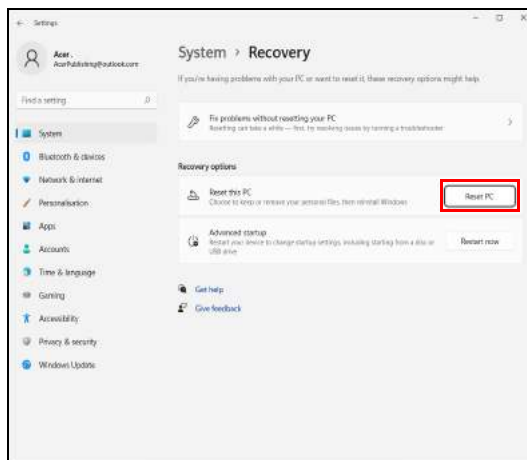 Settings
Acer .
AcerPublishing@outlook.com
Find a setting
System
Bluetooth & devices
Network & internet
Personalisation
Apps
Accounts
Time & language
Gaming
Accessibility
Privacy & security
Windows Update
System > Recovery
If you're having problems with your PC or want to reset it, these recovery options might help.
Fix problems without resetting your PC
Resetting can take a while — first, try resolving issues by running a troubleshooter
Recovery options
Reset this PC
Choose to keep or remove your personal files, then reinstall Windows
Reset PC
Advanced startup
Restart your device to change startup settings, including starting from a disc or
USB drive
Restart now
Get help
Give feedback